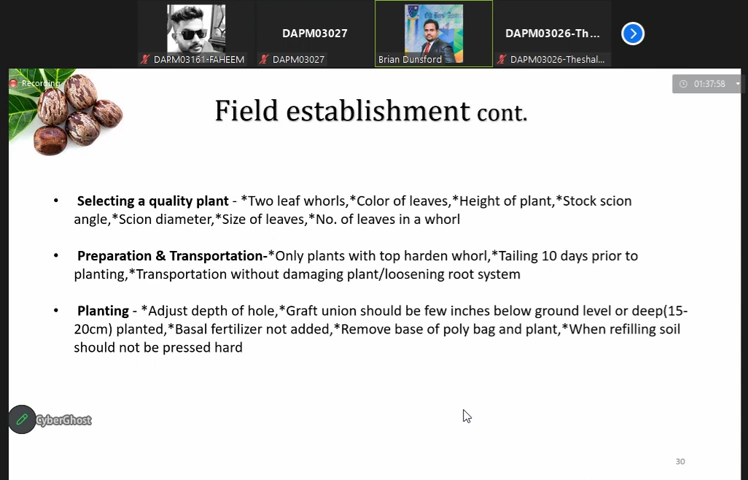 DAPM03027
DAPM03026-Th...
DARM03161-FAHEEM
DAPM03027
Brian Dunsford
DAPM03026-Theshal...
Recording
01:37:58
Field establishment cont.
• Selecting a quality plant - *Two leaf whorls,*Color of leaves,*Height of plant,*Stock scion
angle,*Scion diameter,*Size of leaves,*No. of leaves in a whorl
• Preparation & Transportation-*Only plants with top harden whorl,*Tailing 10 days prior to
planting,*Transportation without damaging plant/loosening root system
• Planting - *Adjust depth of hole,*Graft union should be few inches below ground level or deep(15-
20cm) planted,*Basal fertilizer not added,*Remove base of poly bag and plant,*When refilling soil
should not be pressed hard
CyberGhost
30